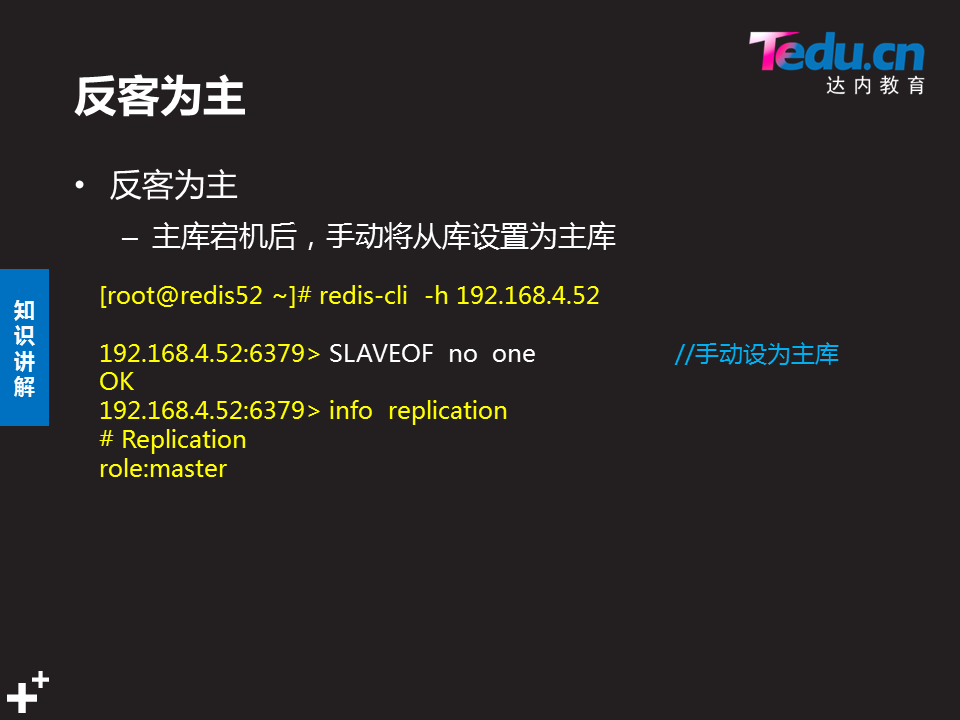 Tedu.cn
达内教育
反客为主
• 反客为主
– 主库宕机后，手动将从库设置为主库
知识讲解
[root@redis52 ~]# redis-cli -h 192.168.4.52
192.168.4.52:6379> SLAVEOF no one //手动设为主库
OK
192.168.4.52:6379> info replication
# Replication
role:master